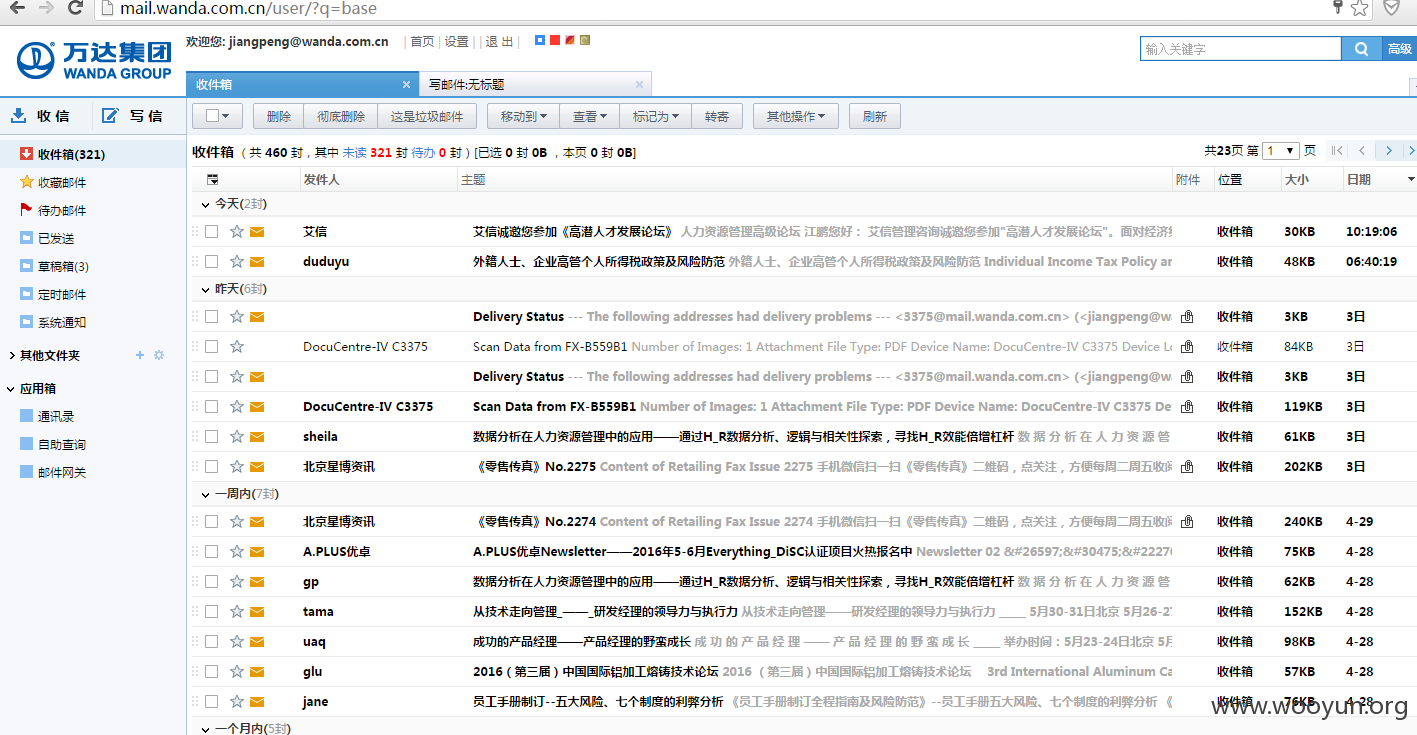 mail.wanda.com.cn/user/?q=base
万达集团
WANDA GROUP
欢迎您: jiangpeng@wanda.com.cn | 首页 | 设置 | | 退出 |
输入关键字
高级
收件箱 × 写邮件:无标题 ×
收信 写信
删除 彻底删除 这是垃圾邮件 移动到 查看 标记为 转寄 其他操作 刷新
收件箱(321)
收藏邮件
待办邮件
已发送
草稿箱(3)
定时邮件
系统通知
其他文件夹 +
应用箱
通讯录
自助查询
邮件网关
收件箱 ( 共 460 封 , 其中 未读 321 封 待办 0 封 ) [已选 0 封 0B , 本页 0 封 0B]
共23页 第 1 页
发件人 主题 附件 位置 大小 日期
今天(2封)
艾信 艾信诚邀您参加《高潜人才发展论坛》 人力资源管理高级论坛 江鹏您好： 艾信管理咨询诚邀您参加"高潜人才发展论坛"。面对经济 收件箱 30KB 10:19:06
duduyu 外籍人士、企业高管个人所得税政策及风险防范 外籍人士、企业高管个人所得税政策及风险防范 Individual Income Tax Policy ar 收件箱 48KB 06:40:19
昨天(6封)
Delivery Status --- The following addresses had delivery problems --- <3375@mail.wanda.com.cn> (<jiangpeng@w 收件箱 3KB 3日
DocuCentre-IV C3375 Scan Data from FX-B559B1 Number of Images: 1 Attachment File Type: PDF Device Name: DocuCentre-IV C3375 Device Lo 收件箱 84KB 3日
Delivery Status --- The following addresses had delivery problems --- <3375@mail.wanda.com.cn> (<jiangpeng@w 收件箱 3KB 3日
DocuCentre-IV C3375 Scan Data from FX-B559B1 Number of Images: 1 Attachment File Type: PDF Device Name: DocuCentre-IV C3375 De 收件箱 119KB 3日
sheila 数据分析在人力资源管理中的应用——通过H_R数据分析、逻辑与相关性探索，寻找H_R效能倍增杠杆 数 据 分 析 在 人 力 资 源 管 收件箱 61KB 3日
北京星博资讯 《零售传真》No.2275 Content of Retailing Fax Issue 2275 手机微信扫一扫《零售传真》二维码，点关注，方便每周二周五收阅 收件箱 202KB 3日
一周内(7封)
北京星博资讯 《零售传真》No.2274 Content of Retailing Fax Issue 2274 手机微信扫一扫《零售传真》二维码，点关注，方便每周二周五收阅 收件箱 240KB 4-29
A.PLUS优卓 A.PLUS优卓Newsletter——2016年5-6月Everything_DiSC认证项目火热报名中 Newsletter 02 &#26597;&#30475;&#2227 收件箱 75KB 4-28
gp 数据分析在人力资源管理中的应用——通过H_R数据分析、逻辑与相关性探索，寻找H_R效能倍增杠杆 数 据 分 析 在 人 力 资 源 管 收件箱 62KB 4-28
tama 从技术走向管理_——_研发经理的领导力与执行力 从技术走向管理——研发经理的领导力与执行力 ____ 5月30-31日北京 5月26-27 收件箱 152KB 4-28
uaq 成功的产品经理——产品经理的野蛮成长 成 功 的 产 品 经 理 —— 产 品 经 理 的 野 蛮 成 长 ____ 举办时间：5月23-24日北京 5月 收件箱 98KB 4-28
glu 2016（第三届）中国国际铝加工熔铸技术论坛 2016 （第三届）中国国际铝加工熔铸技术论坛 3rd International Aluminum Ca 收件箱 57KB 4-28
jane 员工手册制订--五大风险、七个制度的利弊分析 《员工手册制订全程指南及风险防范》--员工手册五大风险、七个制度的利弊分析 《 收件箱 76KB 4-28
www.wooyun.org
一个月内(5封)